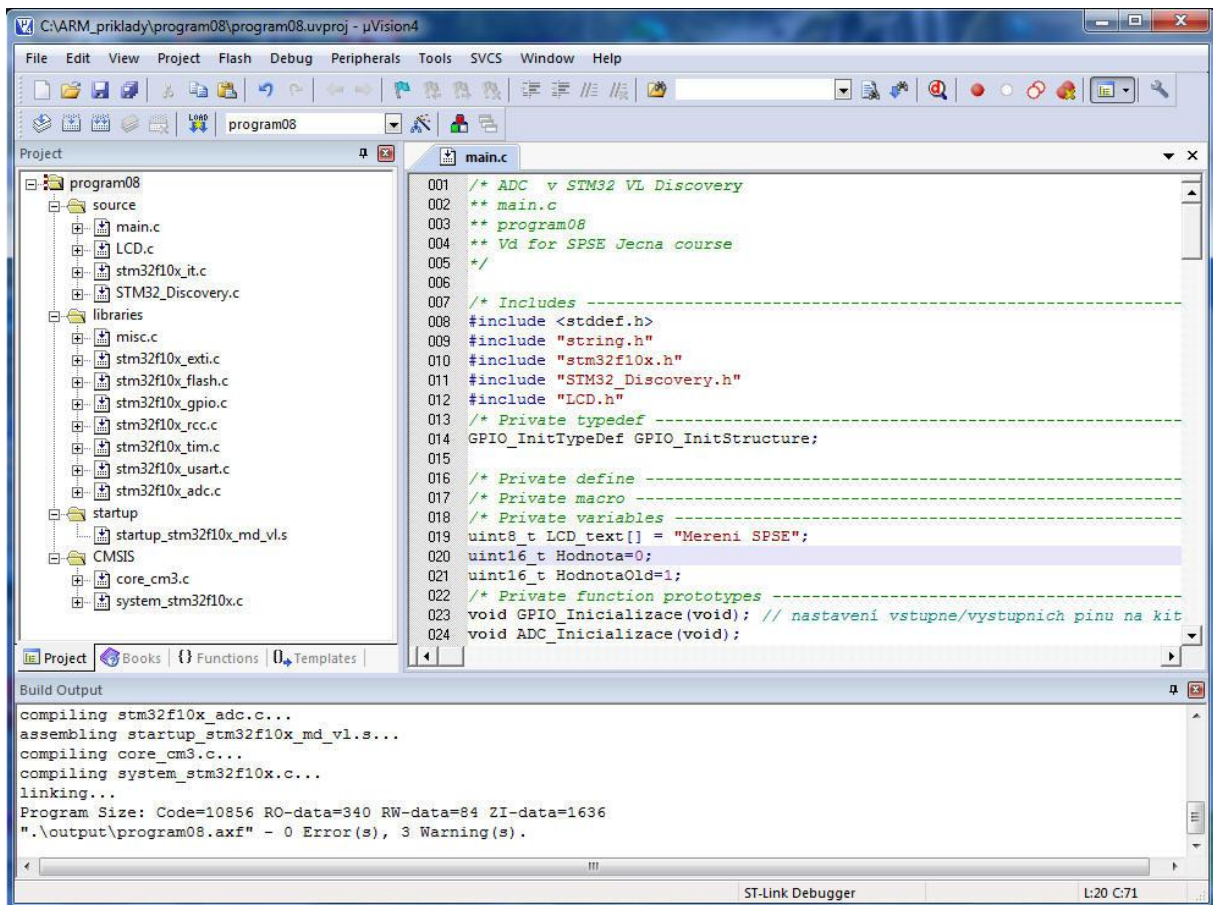 C:\ARM_priklady\program08\program08.uvproj - µVision4
File Edit View Project Flash Debug Peripherals Tools SVCS Window Help
LOAD program08
Project
program08
source
main.c
LCD.c
stm32f10x_it.c
STM32_Discovery.c
libraries
misc.c
stm32f10x_exti.c
stm32f10x_flash.c
stm32f10x_gpio.c
stm32f10x_rcc.c
stm32f10x_tim.c
stm32f10x_usart.c
stm32f10x_adc.c
startup
startup_stm32f10x_md_vl.s
CMSIS
core_cm3.c
system_stm32f10x.c
Project Books {} Functions 0 Templates
main.c
001 /* ADC v STM32 VL Discovery
002 ** main.c
003 ** program08
004 ** Vd for SPSE Jecna course
005 */
006
007 /* Includes ------------------------------------------------------------
008 #include <stddef.h>
009 #include "string.h"
010 #include "stm32f10x.h"
011 #include "STM32_Discovery.h"
012 #include "LCD.h"
013 /* Private typedef -----------------------------------------------------
014 GPIO_InitTypeDef GPIO_InitStructure;
015
016 /* Private define ------------------------------------------------------
017 /* Private macro -------------------------------------------------------
018 /* Private variables ---------------------------------------------------
019 uint8_t LCD_text[] = "Mereni SPSE";
020 uint16_t Hodnota=0;
021 uint16_t HodnotaOld=1;
022 /* Private function prototypes -----------------------------------------
023 void GPIO_Inicializace(void); // nastavení vstupne/vystupnich pinu na kit
024 void ADC_Inicializace(void);
Build Output
compiling stm32f10x_adc.c...
assembling startup_stm32f10x_md_vl.s...
compiling core_cm3.c...
compiling system_stm32f10x.c...
linking...
Program Size: Code=10856 RO-data=340 RW-data=84 ZI-data=1636
".\output\program08.axf" - 0 Error(s), 3 Warning(s).
ST-Link Debugger L:20 C:71